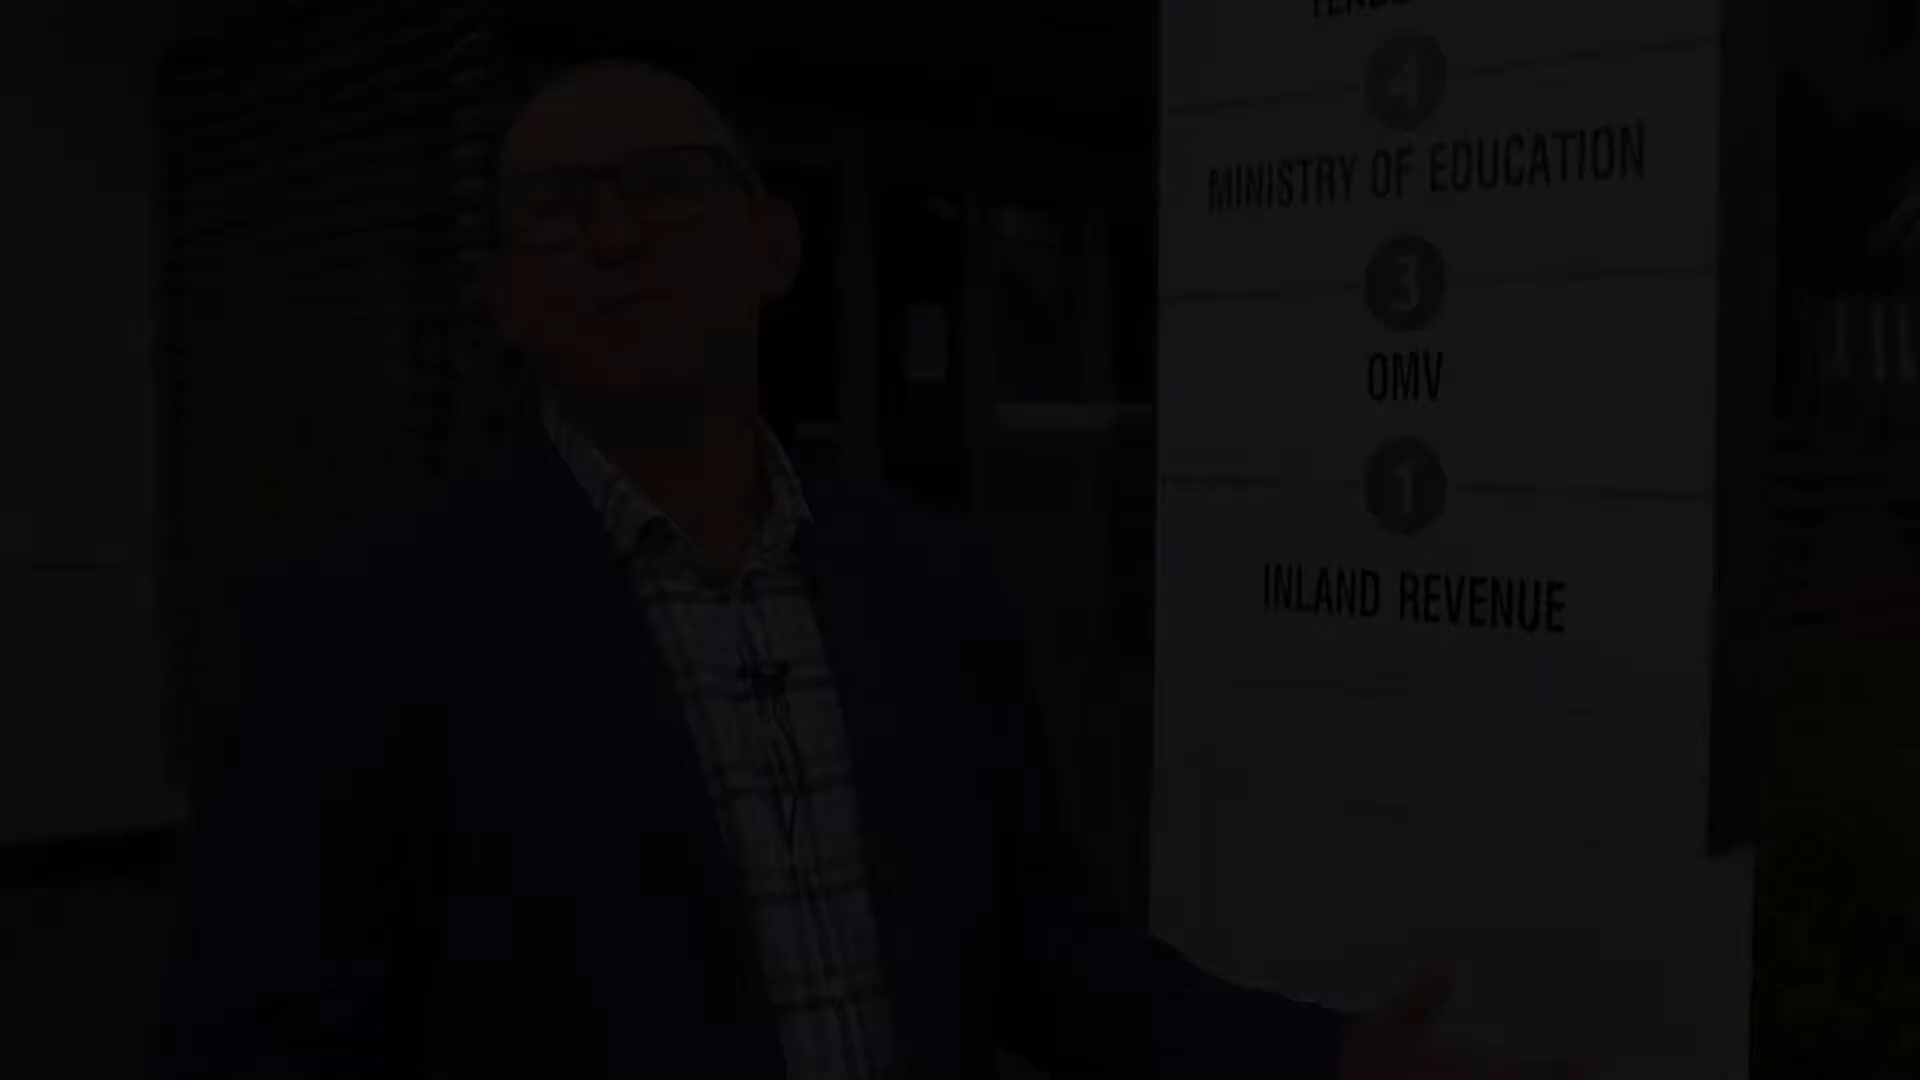 4
MINISTRY OF EDUCATION
3
OMV
1
INLAND REVENUE